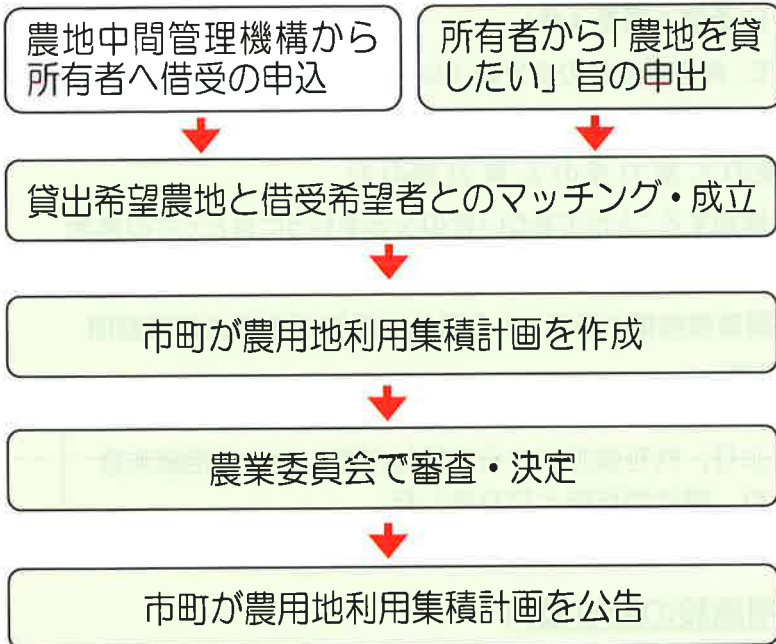 農地中間管理機構から
所有者へ借受の申込
所有者から「農地を貸
したい」旨の申出
貸出希望農地と借受希望者とのマッチング・成立
市町が農用地利用集積計画を作成
農業委員会で審査・決定
市町が農用地利用集積計画を公告